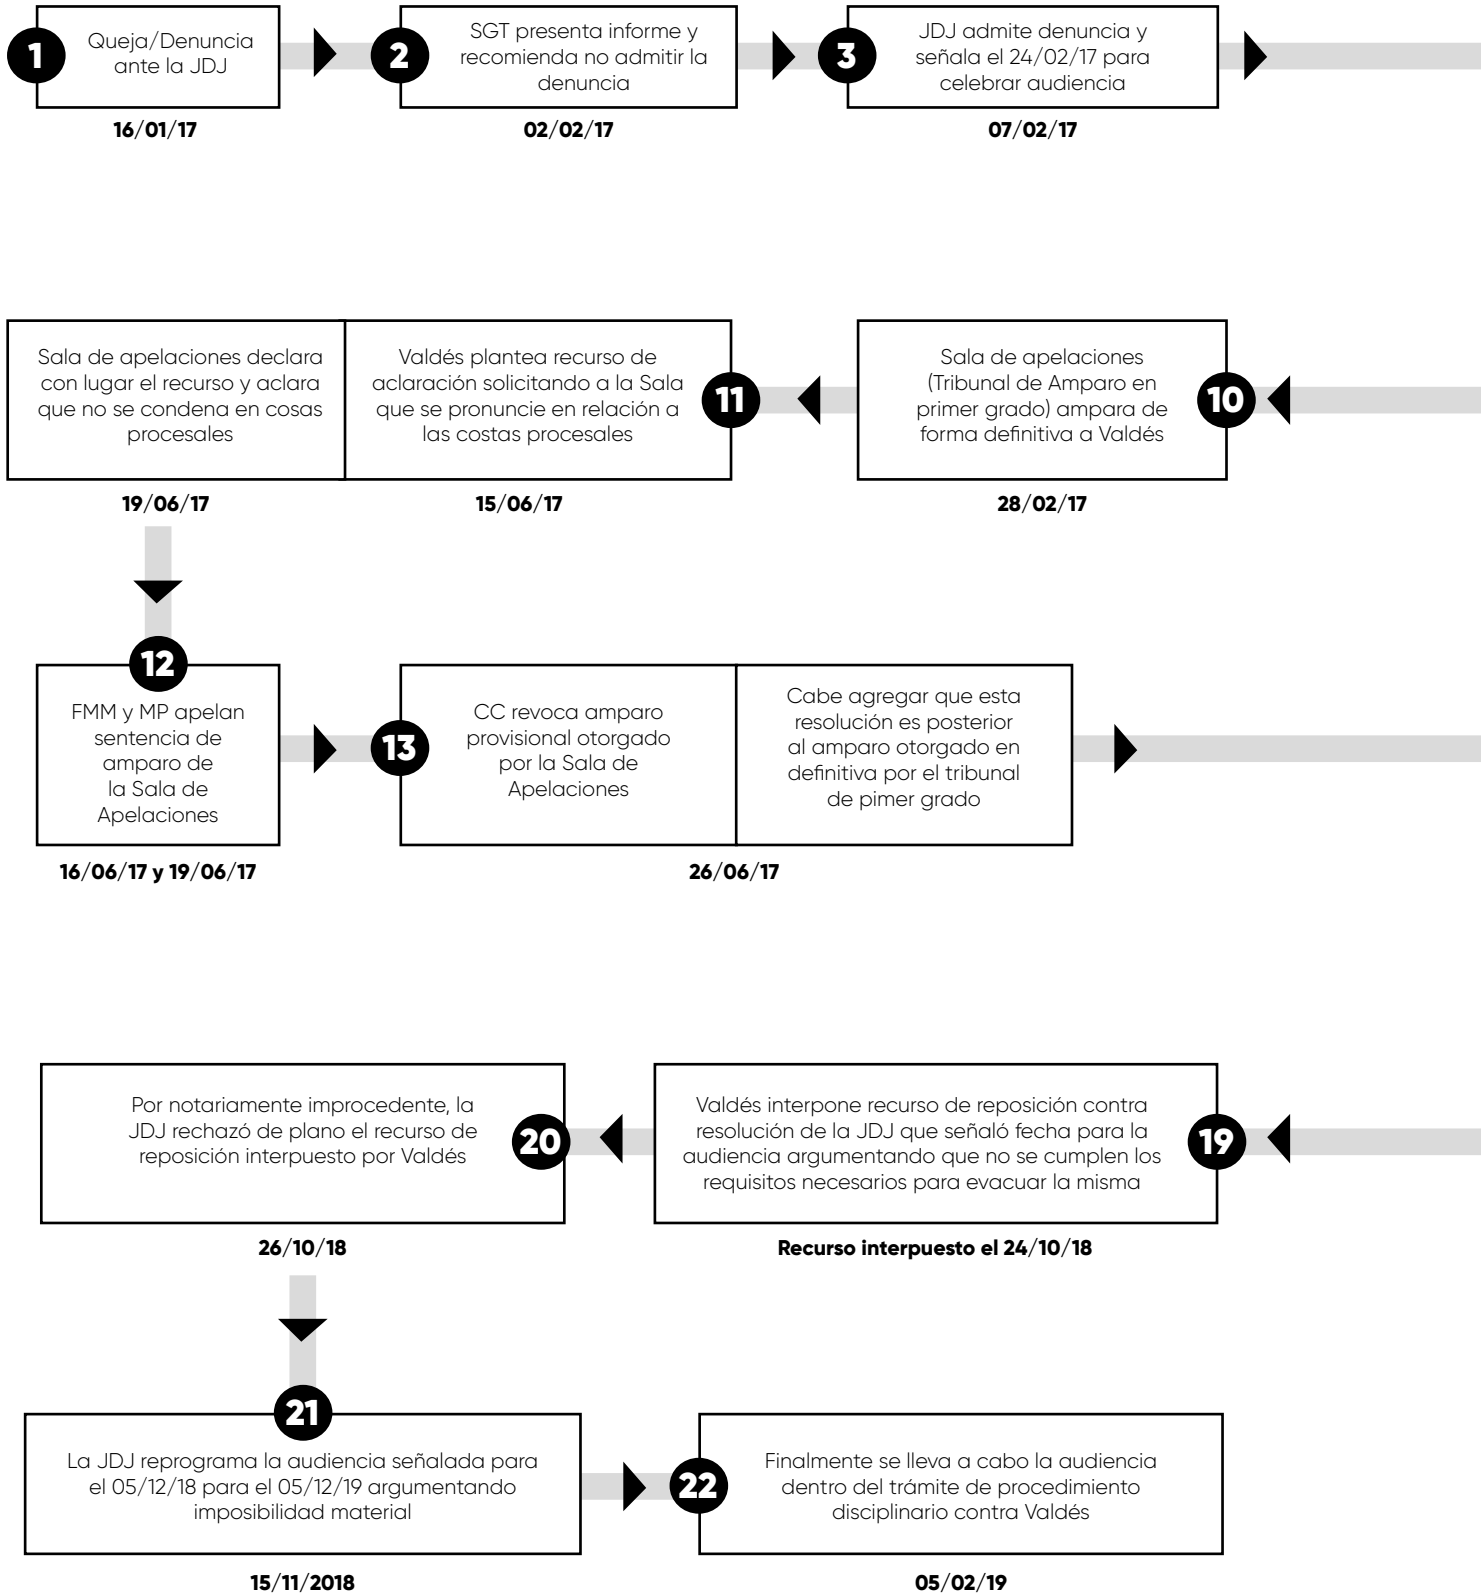 1
Queja/Denuncia
ante la JDJ
16/01/17
2
SGT presenta informe y
recomienda no admitir la
denuncia
02/02/17
3
JDJ admite denuncia y
señala el 24/02/17 para
celebrar audiencia
07/02/17
Sala de apelaciones declara
con lugar el recurso y aclara
que no se condena en cosas
procesales
19/06/17
Valdés plantea recurso de
aclaración solicitando a la Sala
que se pronuncie en relación a
las costas procesales
11
15/06/17
Sala de apelaciones
(Tribunal de Amparo en
primer grado) ampara de
forma definitiva a Valdés
10
28/02/17
12
FMM y MP apelan
sentencia de
amparo de
la Sala de
Apelaciones
16/06/17 y 19/06/17
13
CC revoca amparo
provisional otorgado
por la Sala de
Apelaciones
Cabe agregar que esta
resolución es posterior
al amparo otorgado en
definitiva por el tribunal
de pimer grado
26/06/17
Por notariamente improcedente, la
JDJ rechazó de plano el recurso de
reposición interpuesto por Valdés
20
26/10/18
Valdés interpone recurso de reposición contra
resolución de la JDJ que señaló fecha para la
audiencia argumentando que no se cumplen los
requisitos necesarios para evacuar la misma
19
Recurso interpuesto el 24/10/18
21
La JDJ reprograma la audiencia señalada para
el 05/12/18 para el 05/12/19 argumentando
imposibilidad material
15/11/2018
22
Finalmente se lleva a cabo la audiencia
dentro del trámite de procedimiento
disciplinario contra Valdés
05/02/19